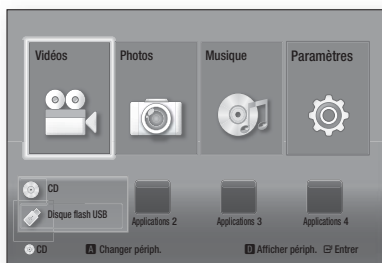 Vidéos Photos Musique Paramètres
CD
Disque flash USB
Applications 2 Applications 3 Applications 4
CD A Changer périph. D Afficher périph. Entrer